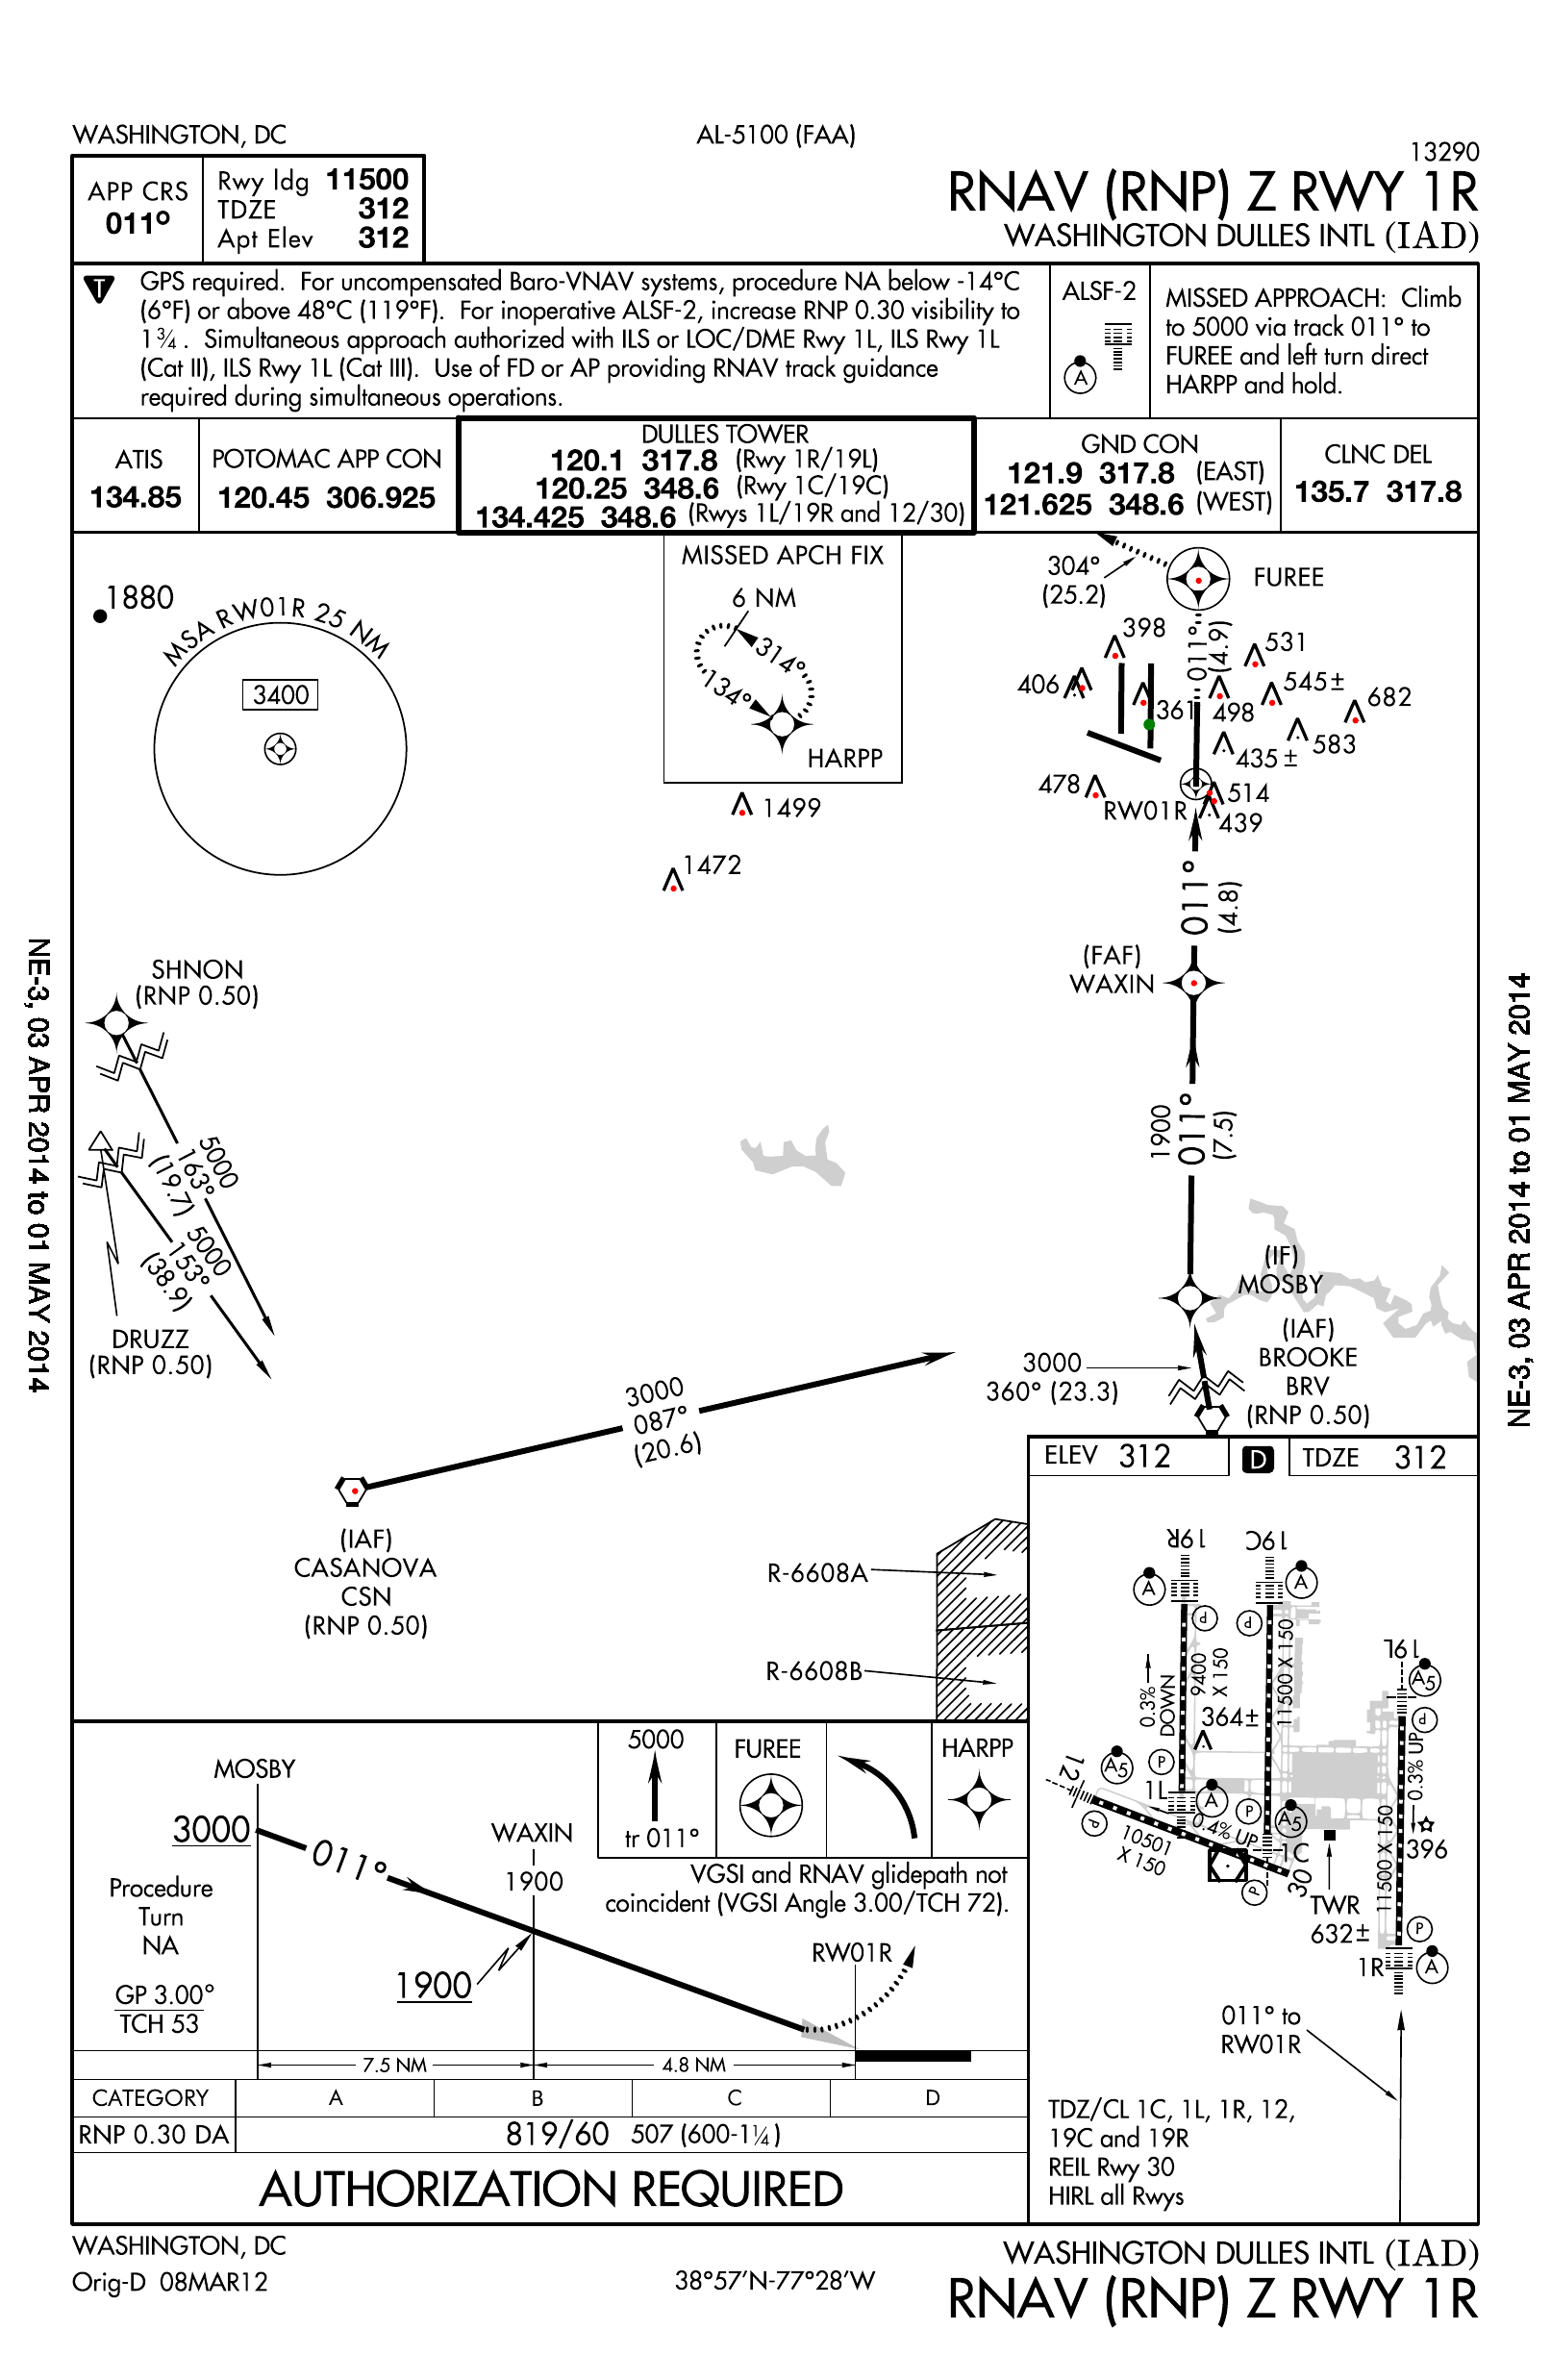 WASHINGTON, DC
AL-5100 (FAA)
13290
RNAV (RNP) Z RWY 1R
WASHINGTON DULLES INTL (IAD)
APP CRS
011°
Rwy ldg 11500
TDZE 312
Apt Elev 312
T
GPS required. For uncompensated Baro-VNAV systems, procedure NA below -14°C
(6°F) or above 48°C (119°F). For inoperative ALSF-2, increase RNP 0.30 visibility to
1¾ . Simultaneous approach authorized with ILS or LOC/DME Rwy 1L, ILS Rwy 1L
(Cat II), ILS Rwy 1L (Cat III). Use of FD or AP providing RNAV track guidance
required during simultaneous operations.
ALSF-2
A
MISSED APPROACH: Climb
to 5000 via track 011° to
FUREE and left turn direct
HARPP and hold.
ATIS
134.85
POTOMAC APP CON
120.45 306.925
DULLES TOWER
120.1 317.8 (Rwy 1R/19L)
120.25 348.6 (Rwy 1C/19C)
134.425 348.6 (Rwys 1L/19R and 12/30)
GND CON
121.9 317.8 (EAST)
121.625 348.6 (WEST)
CLNC DEL
135.7 317.8
1880
MSA RW01R 25 NM
3400
MISSED APCH FIX
6 NM
314°
134°
HARPP
1499
1472
304°
(25.2)
FUREE
011°
(4.9)
398
531
406
545±
682
361
498
583
435±
478
514
RW01R
439
011°
(4.8)
(FAF)
WAXIN
1900
011°
(7.5)
(IF)
MOSBY
(IAF)
BROOKE
BRV
(RNP 0.50)
3000
360° (23.3)
SHNON
(RNP 0.50)
5000
163°
(19.7)
5000
153°
(38.9)
DRUZZ
(RNP 0.50)
3000
087°
(20.6)
(IAF)
CASANOVA
CSN
(RNP 0.50)
R-6608A
R-6608B
NE-3, 03 APR 2014 to 01 MAY 2014
NE-3, 03 APR 2014 to 01 MAY 2014
ELEV 312
D
TDZE 312
19R
19C
A
A
P
P
0.3%
DOWN
9400
X 150
11500 X 150
364±
19L
A5
P
0.3% UP
12
A5
P
P
1L
A
P
A5
0.4% UP
1C
10501
X 150
P
30
TWR
632±
11500 X 150
396
P
1R
A
011° to
RW01R
TDZ/CL 1C, 1L, 1R, 12,
19C and 19R
REIL Rwy 30
HIRL all Rwys
MOSBY
3000
011°
WAXIN
1900
1900
Procedure
Turn
NA
GP 3.00°
TCH 53
5000
tr 011°
FUREE
HARPP
VGSI and RNAV glidepath not
coincident (VGSI Angle 3.00/TCH 72).
RW01R
7.5 NM
4.8 NM
CATEGORY A B C D
RNP 0.30 DA 819/60 507 (600-1¼)
AUTHORIZATION REQUIRED
WASHINGTON, DC
Orig-D 08MAR12
38°57'N-77°28'W
WASHINGTON DULLES INTL (IAD)
RNAV (RNP) Z RWY 1R